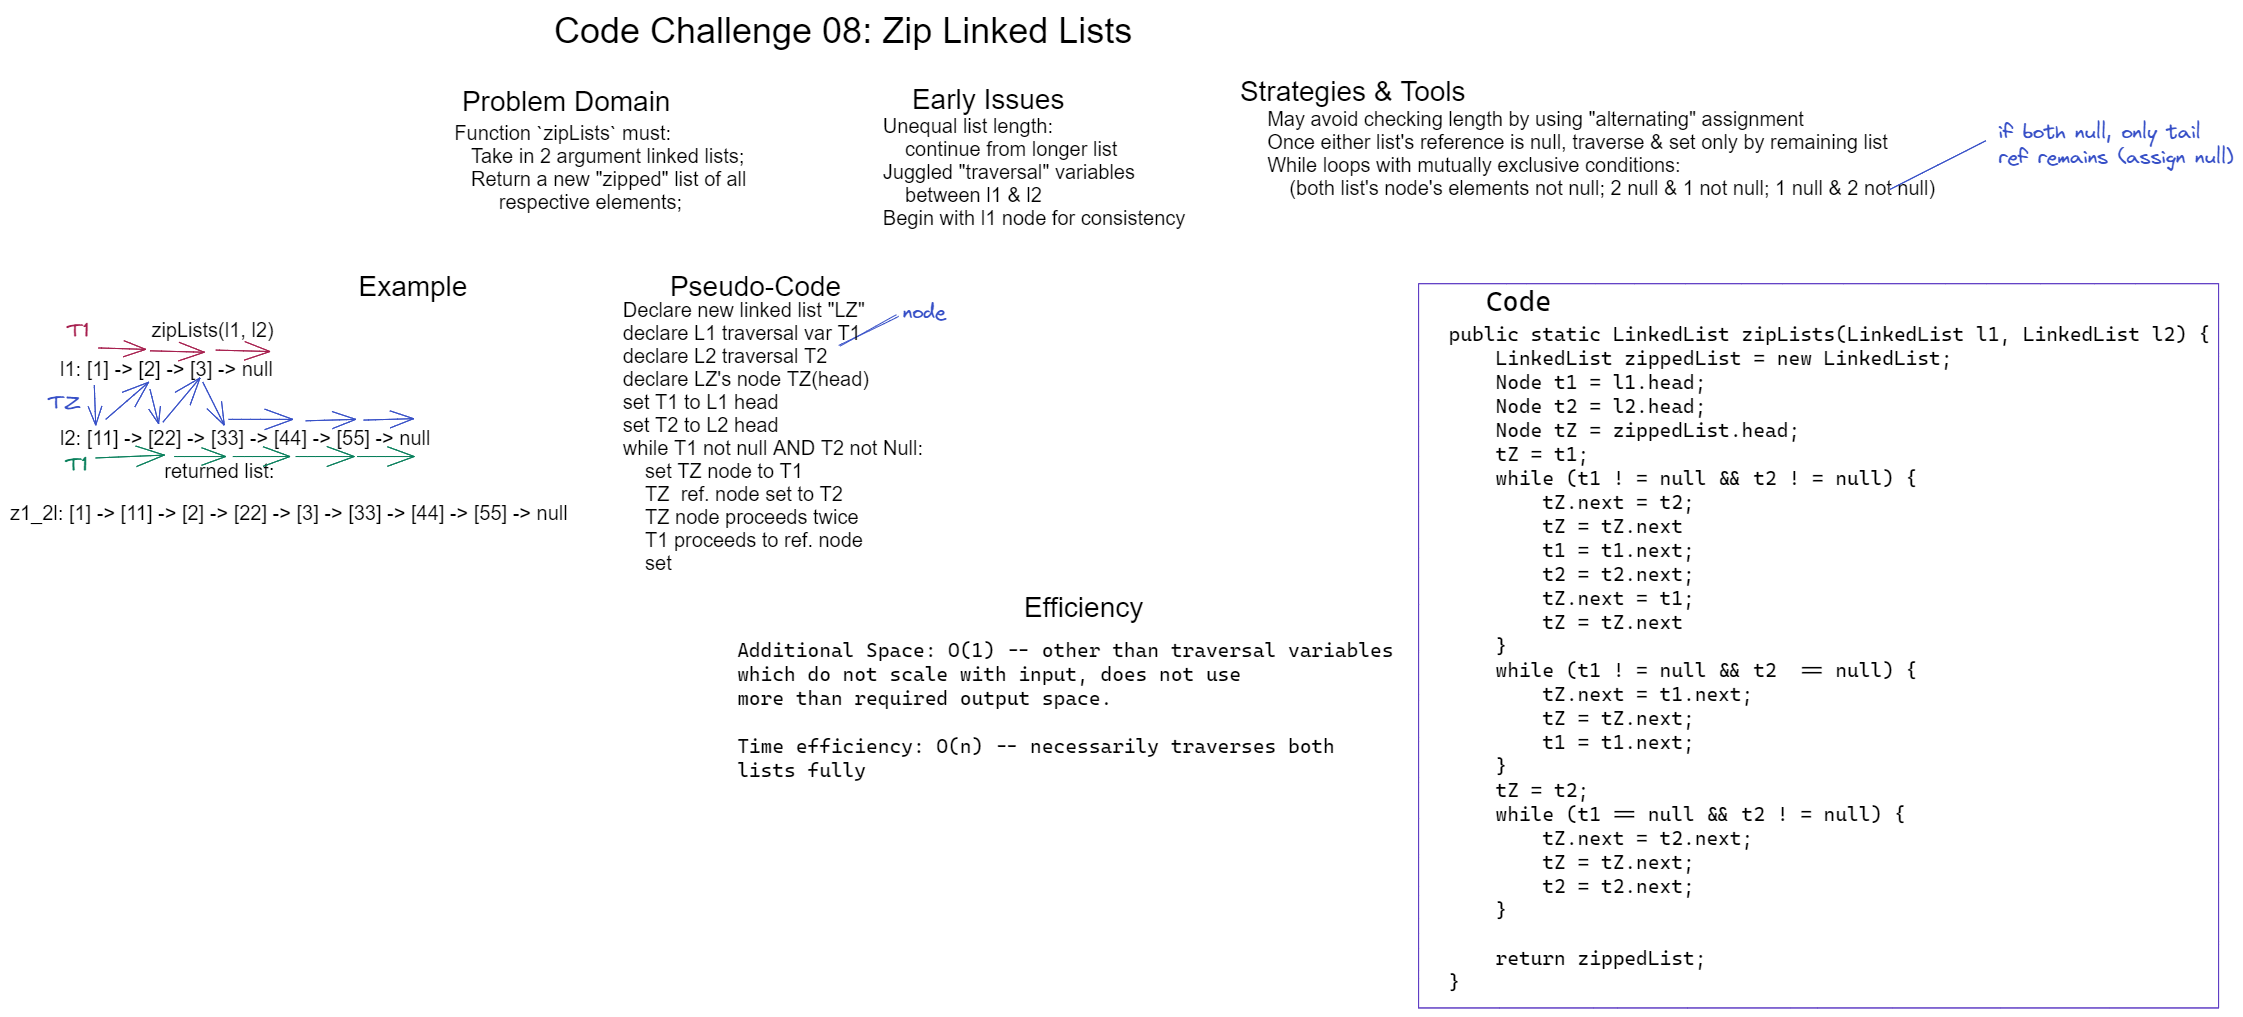 Code Challenge 08: Zip Linked Lists
Problem Domain
Function `zipLists` must:
Take in 2 argument linked lists;
Return a new "zipped" list of all
respective elements;
Early Issues
Unequal list length:
continue from longer list
Juggled "traversal" variables
between l1 & l2
Begin with l1 node for consistency
Strategies & Tools
May avoid checking length by using "alternating" assignment
Once either list's reference is null, traverse & set only by remaining list
While loops with mutually exclusive conditions:
(both list's node's elements not null; 2 null & 1 not null; 1 null & 2 not null)
if both null, only tail
ref remains (assign null)
Example
T1
zipLists(l1, l2)
l1: [1] -> [2] -> [3] -> null
TZ
l2: [11] -> [22] -> [33] -> [44] -> [55] -> null
T1
returned list:
z1_2l: [1] -> [11] -> [2] -> [22] -> [3] -> [33] -> [44] -> [55] -> null
Pseudo-Code
Declare new linked list "LZ"
declare L1 traversal var T1
node
declare L2 traversal T2
declare LZ's node TZ(head)
set T1 to L1 head
set T2 to L2 head
while T1 not null AND T2 not Null:
set TZ node to T1
TZ  ref. node set to T2
TZ node proceeds twice
T1 proceeds to ref. node
set
Efficiency
Additional Space: O(1) -- other than traversal variables
which do not scale with input, does not use
more than required output space.
Time efficiency: O(n) -- necessarily traverses both
lists fully
Code
public static LinkedList zipLists(LinkedList l1, LinkedList l2) {
LinkedList zippedList = new LinkedList;
Node t1 = l1.head;
Node t2 = l2.head;
Node tZ = zippedList.head;
tZ = t1;
while (t1 ! = null && t2 ! = null) {
tZ.next = t2;
tZ = tZ.next
t1 = t1.next;
t2 = t2.next;
tZ.next = t1;
tZ = tZ.next
}
while (t1 ! = null && t2  == null) {
tZ.next = t1.next;
tZ = tZ.next;
t1 = t1.next;
}
tZ = t2;
while (t1 == null && t2 ! = null) {
tZ.next = t2.next;
tZ = tZ.next;
t2 = t2.next;
}
return zippedList;
}